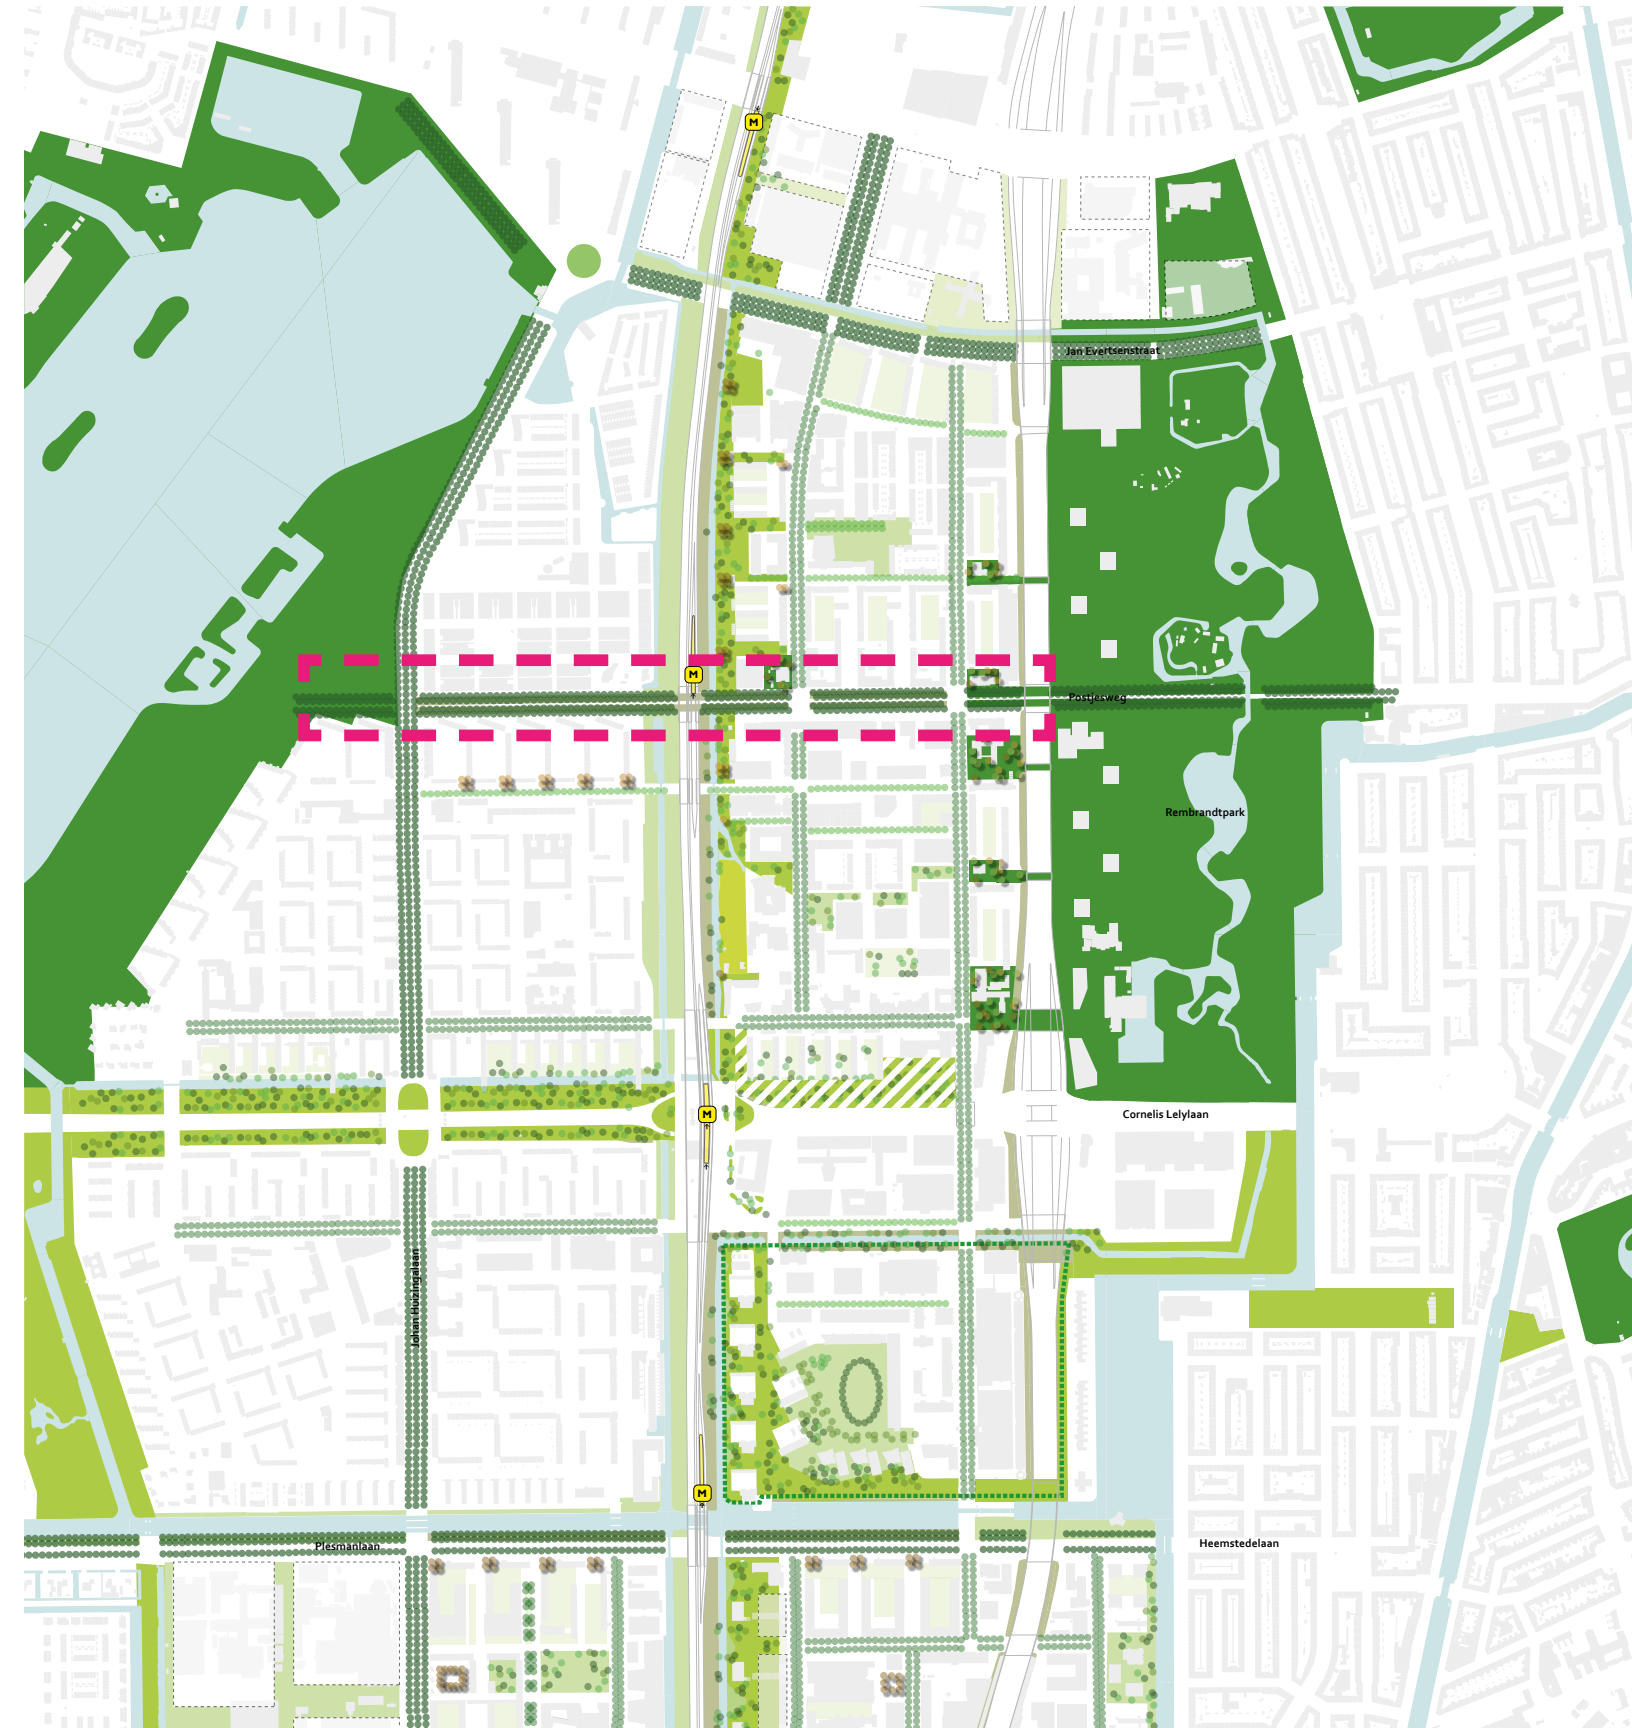 M
Jan Evertsenstraat
M
Postjesweg
Rembrandtpark
M
Cornelis Lelylaan
Johan Huizingalaan
M
Plesmanlaan
Heemstedelaan